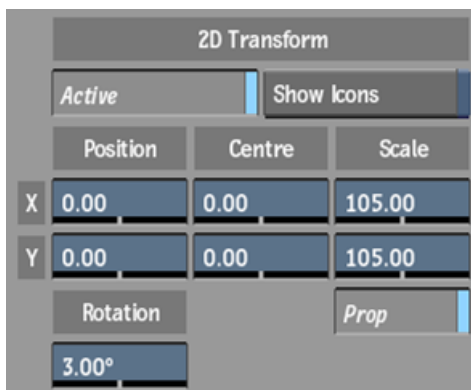 2D Transform
Active Show Icons
Position Centre Scale
X 0.00 0.00 105.00
Y 0.00 0.00 105.00
Rotation Prop
3.00°